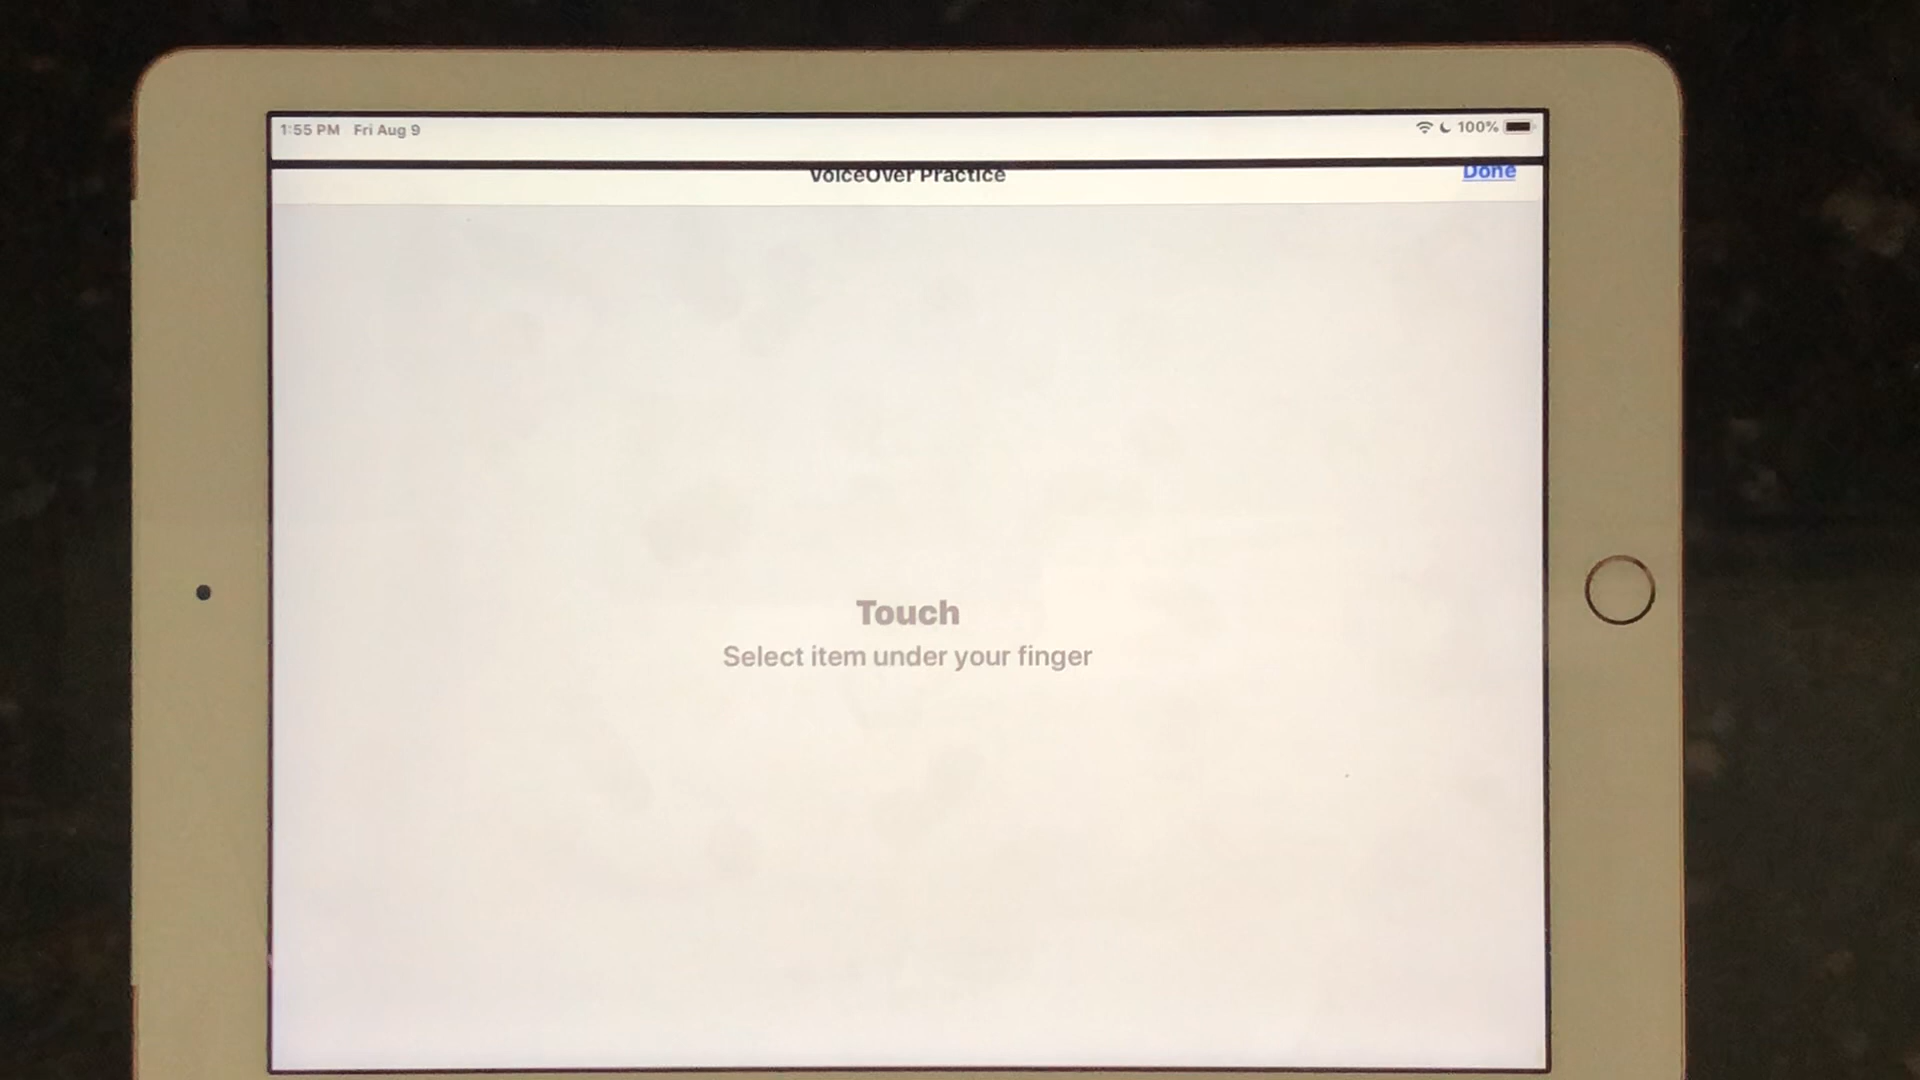 1:55 PM Fri Aug 9
100%
VoiceOver Practice
Done
Touch
Select item under your finger